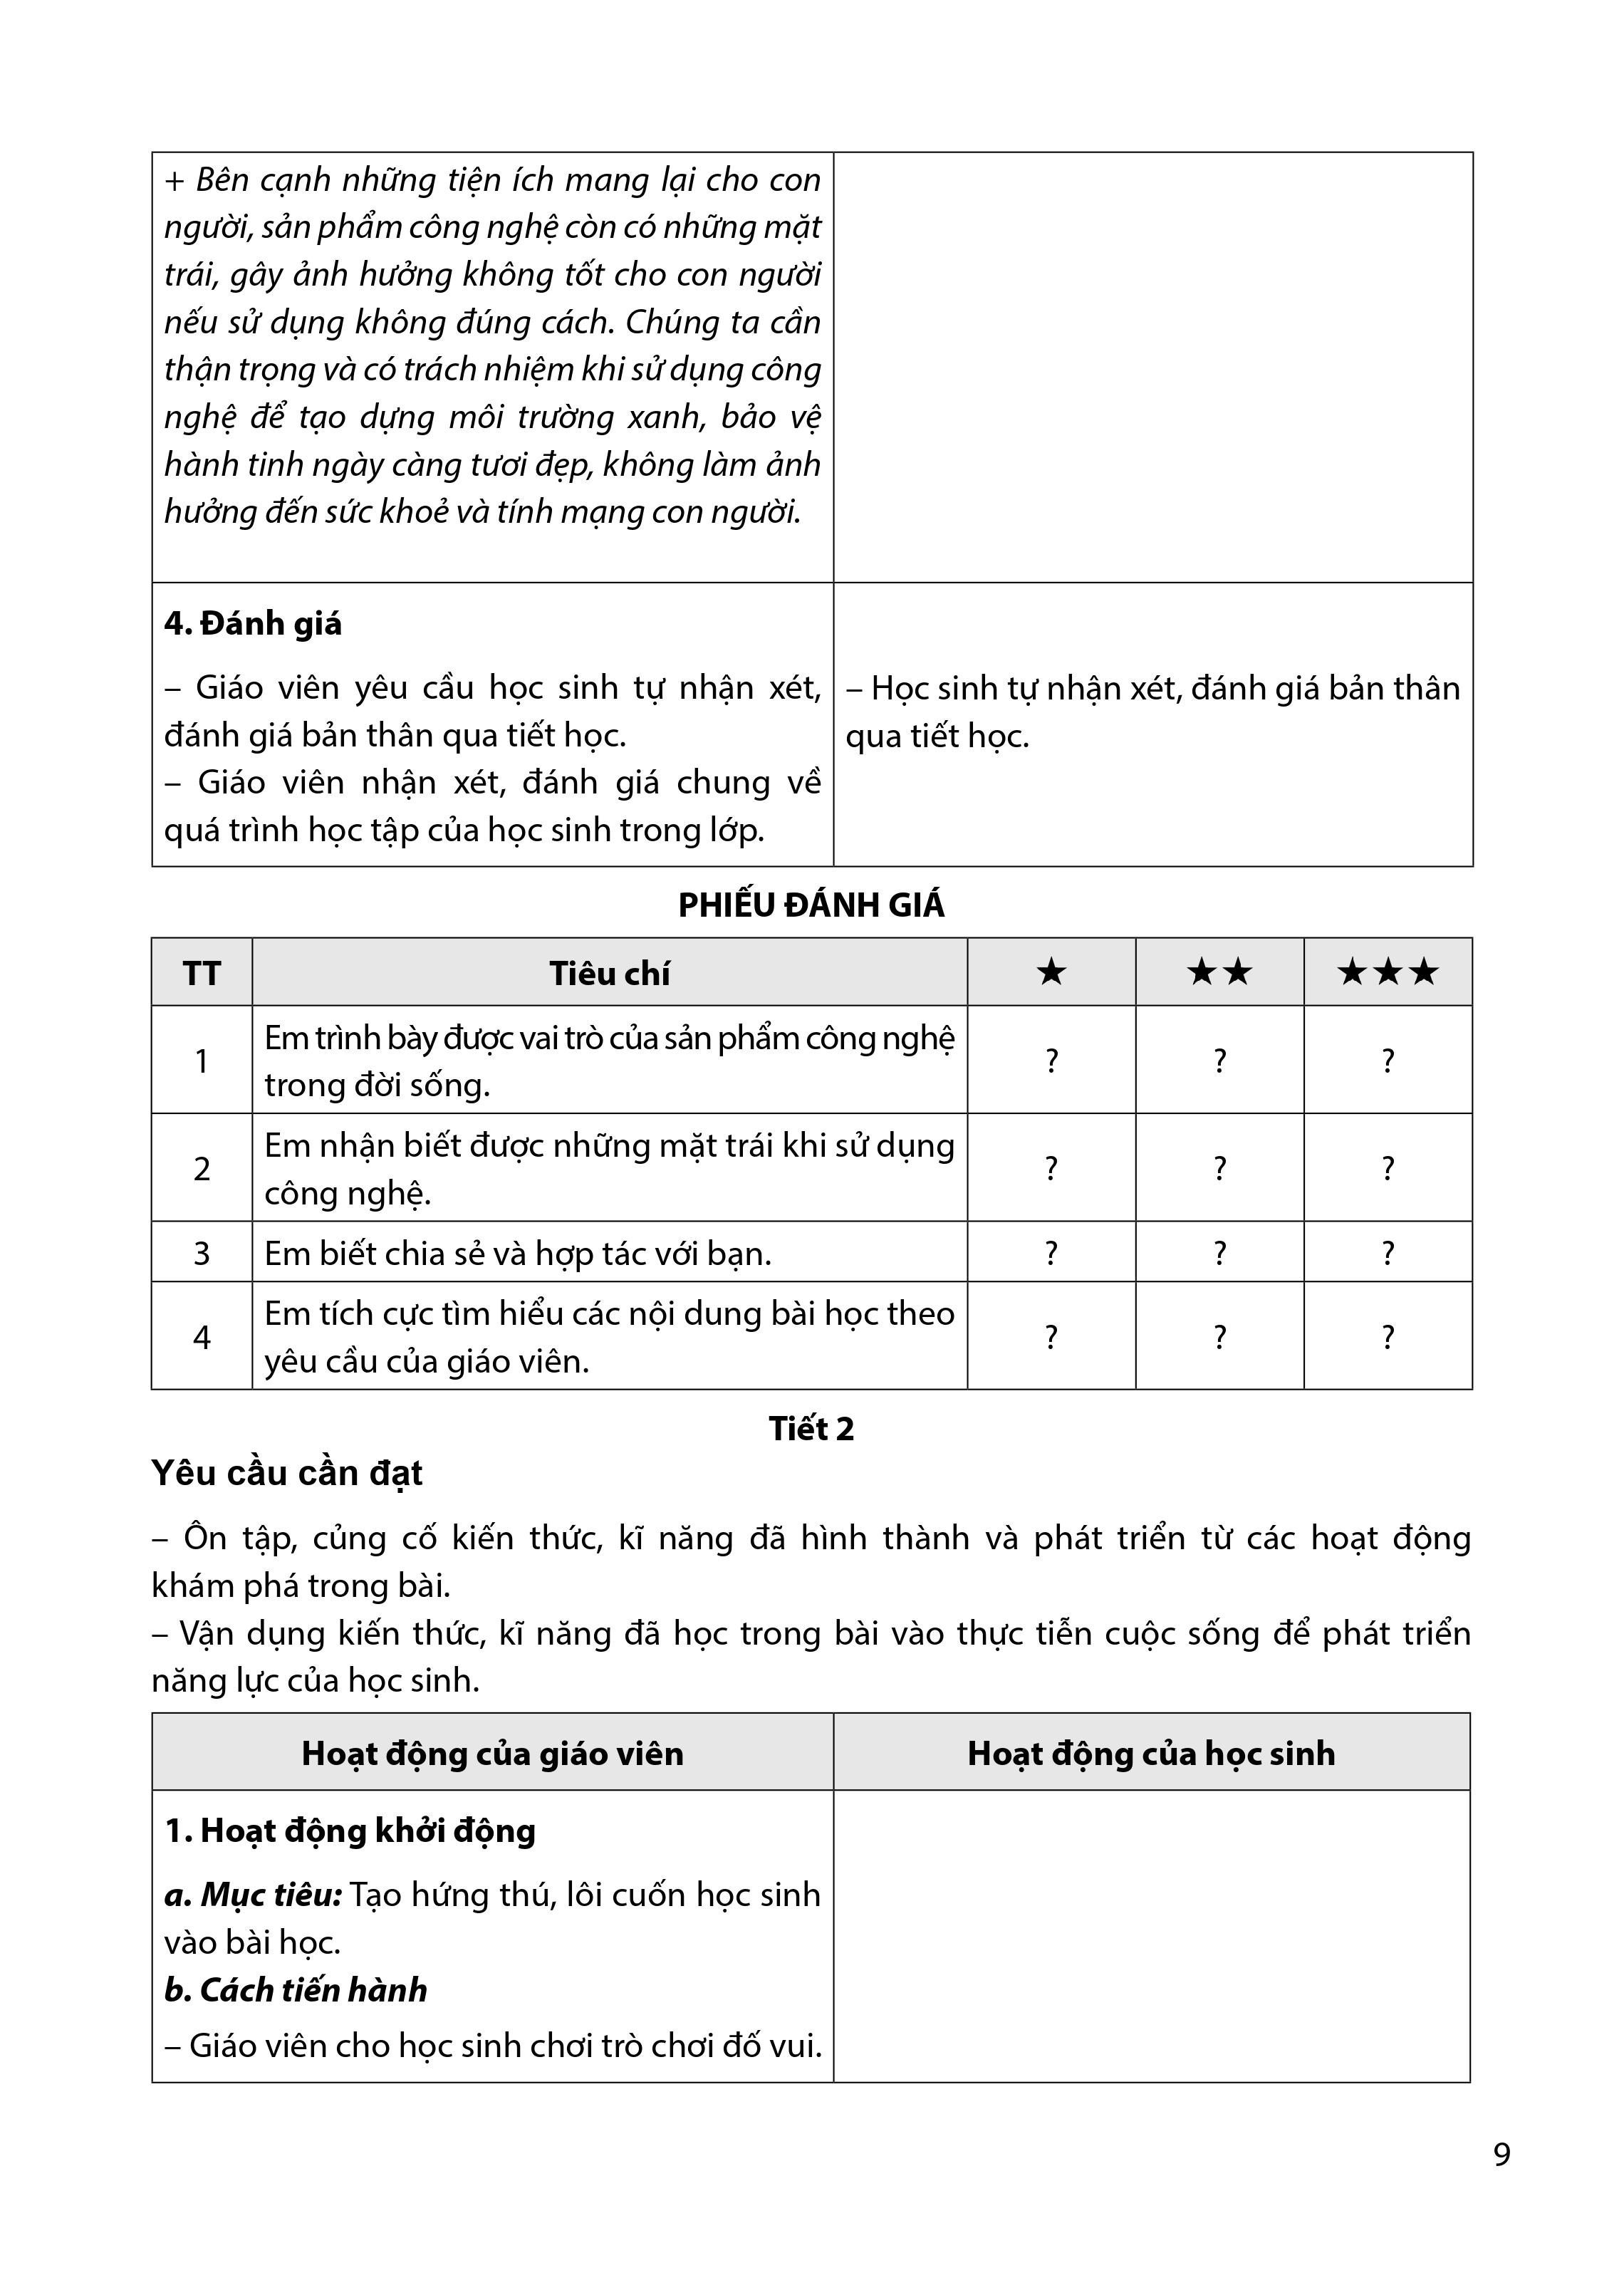 + Bên cạnh những tiện ích mang lại cho con
người, sản phẩm công nghệ còn có những mặt
trái, gây ảnh hưởng không tốt cho con người
nếu sử dụng không đúng cách. Chúng ta cần
thận trọng và có trách nhiệm khi sử dụng công
nghệ để tạo dựng môi trường xanh, bảo vệ
hành tinh ngày càng tươi đẹp, không làm ảnh
hưởng đến sức khoẻ và tính mạng con người.
4. Đánh giá
– Giáo viên yêu cầu học sinh tự nhận xét,
đánh giá bản thân qua tiết học.
– Giáo viên nhận xét, đánh giá chung về
quá trình học tập của học sinh trong lớp.
– Học sinh tự nhận xét, đánh giá bản thân
qua tiết học.
PHIẾU ĐÁNH GIÁ
TT Tiêu chí ★ ★★ ★★★
1 Em trình bày được vai trò của sản phẩm công nghệ
trong đời sống. ? ? ?
2 Em nhận biết được những mặt trái khi sử dụng
công nghệ. ? ? ?
3 Em biết chia sẻ và hợp tác với bạn. ? ? ?
4 Em tích cực tìm hiểu các nội dung bài học theo
yêu cầu của giáo viên. ? ? ?
Tiết 2
Yêu cầu cần đạt
– Ôn tập, củng cố kiến thức, kĩ năng đã hình thành và phát triển từ các hoạt động
khám phá trong bài.
– Vận dụng kiến thức, kĩ năng đã học trong bài vào thực tiễn cuộc sống để phát triển
năng lực của học sinh.
Hoạt động của giáo viên Hoạt động của học sinh
1. Hoạt động khởi động
a. Mục tiêu: Tạo hứng thú, lôi cuốn học sinh
vào bài học.
b. Cách tiến hành
– Giáo viên cho học sinh chơi trò chơi đố vui.
9